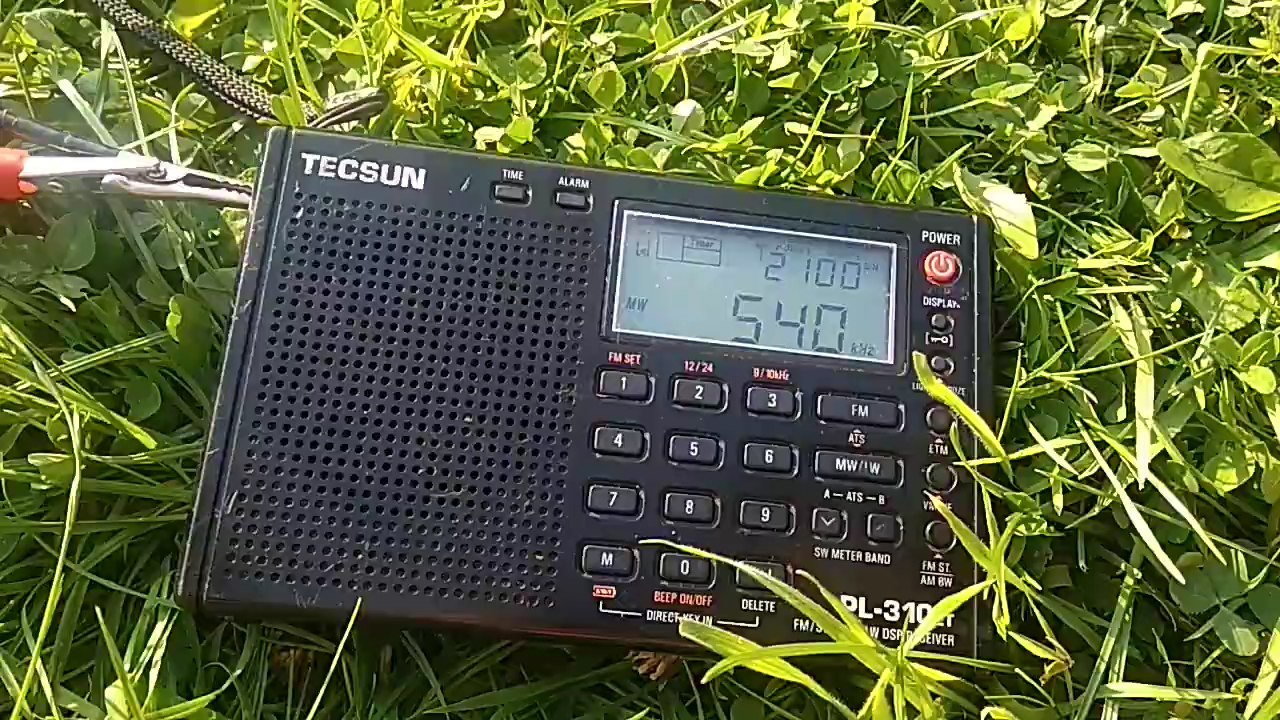 TECSUN
TIME
ALARM
POWER
2100
MW
540
kHz
DISPLAY
FM SET
12/24
9/10kHz
1
2
3
FM
ATS
4
5
6
ETM
7
8
9
A — ATS — B
SW METER BAND
M
0
FM ST.
AM BW
BEEP ON/OFF
DELETE
DIRECT KEY IN
DSP RECEIVER